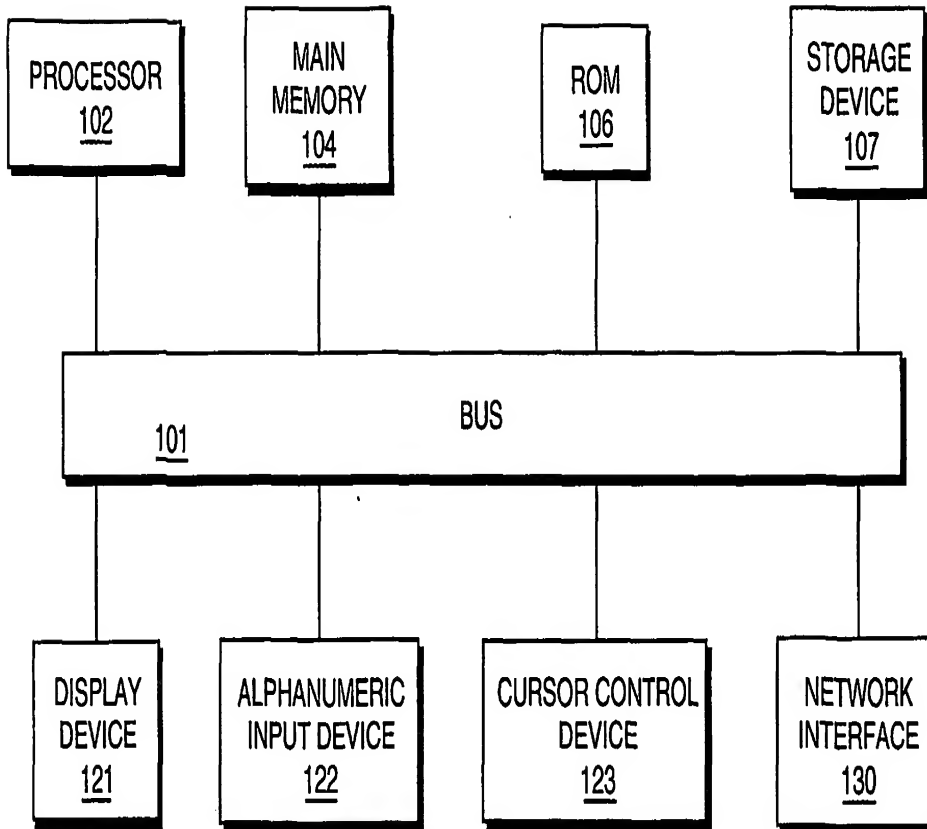 PROCESSOR
102
MAIN
MEMORY
104
ROM
106
STORAGE
DEVICE
107
BUS
101
DISPLAY
DEVICE
121
ALPHANUMERIC
INPUT DEVICE
122
CURSOR CONTROL
DEVICE
123
NETWORK
INTERFACE
130